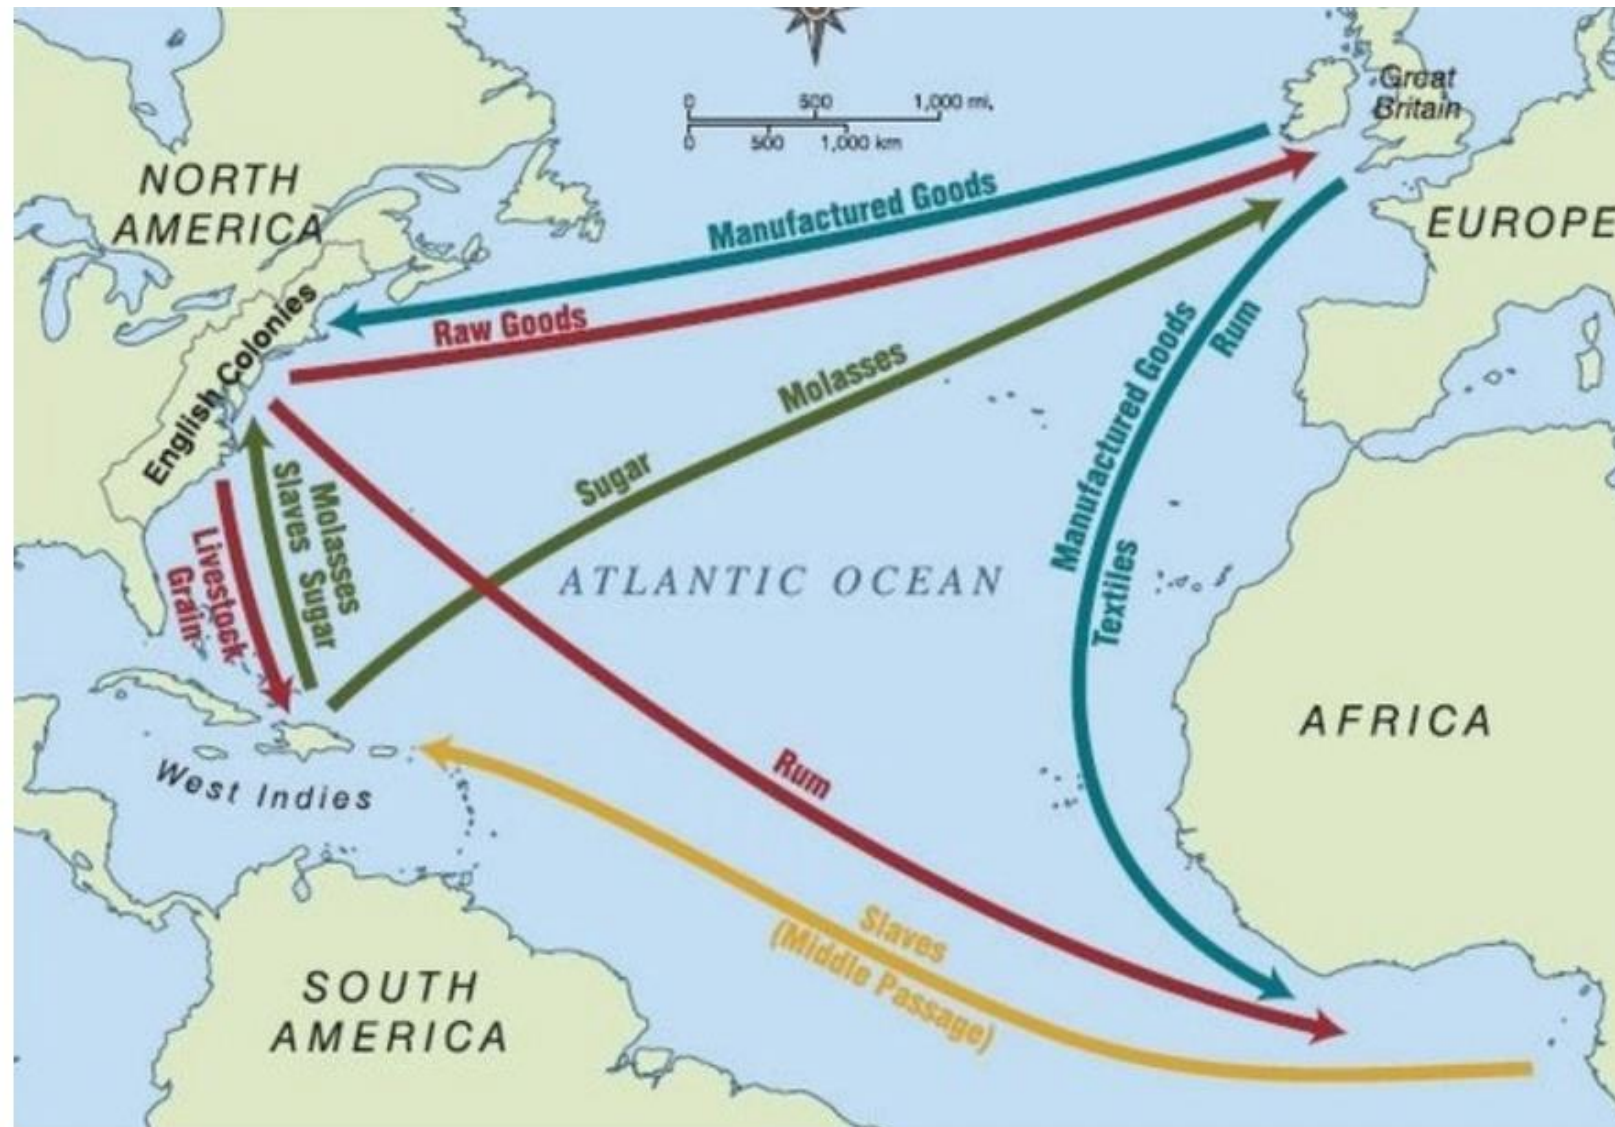 0 500 1,000 mi.
0 500 1,000 km
Great
Britain
NORTH
AMERICA
EUROPE
Manufactured Goods
Raw Goods
English Colonies
Molasses
Sugar
Manufactured Goods
Rum
Textiles
Molasses
Slaves Sugar
Livestock
Grain
ATLANTIC OCEAN
AFRICA
West Indies
Rum
Slaves
(Middle Passage)
SOUTH
AMERICA